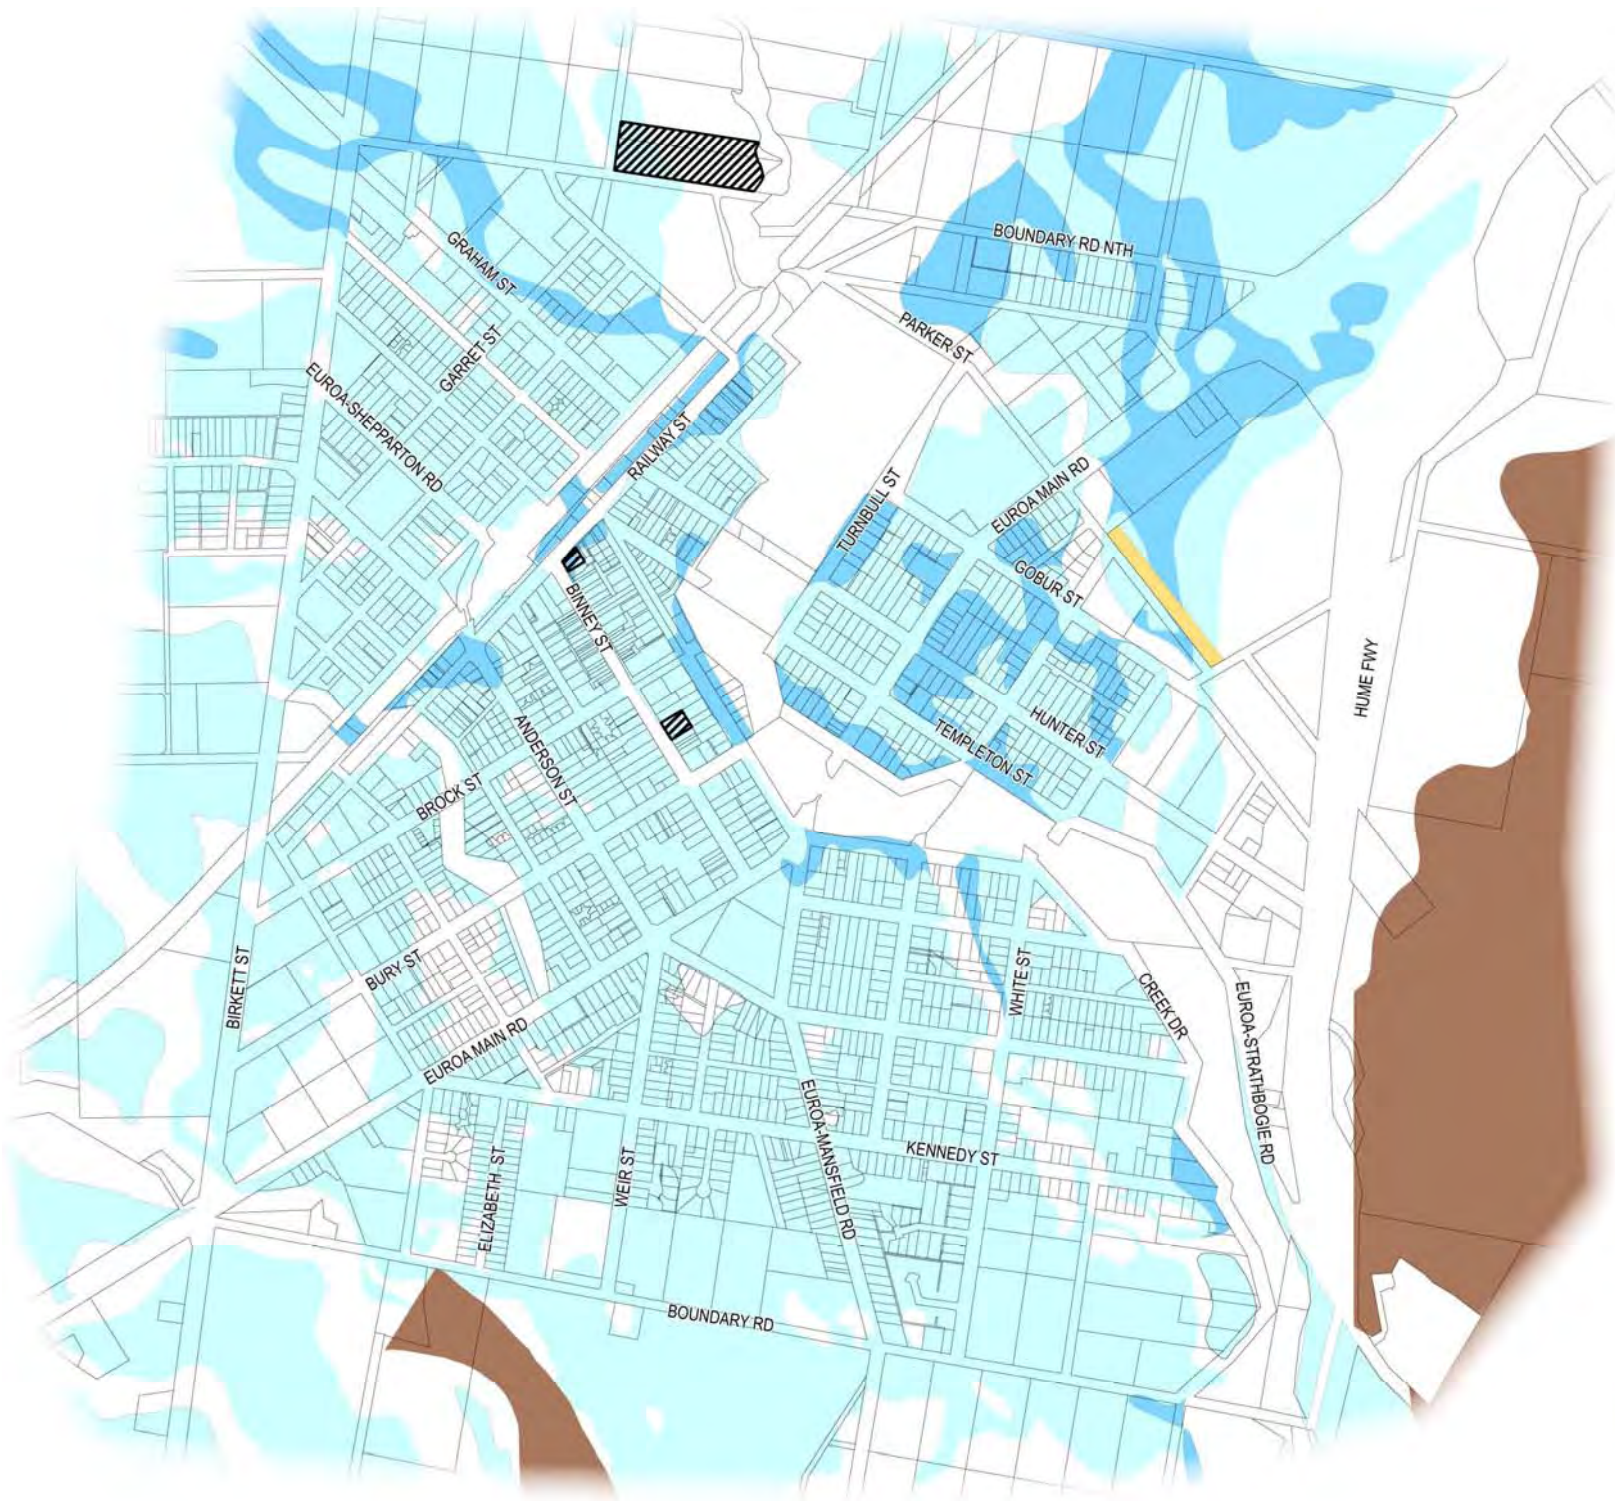 BOUNDARY RD NTH
GRAHAM ST
PARKER ST
GARRET ST
EUROA-SHEPPARTON RD
RAILWAY ST
EUROA MAIN RD
TURNBULL ST
GOBUR ST
BINNEY ST
HUME FWY
HUNTER ST
TEMPLETON ST
ANDERSON ST
BROCK ST
BURY ST
BIRKETT ST
WHITE ST
CREEK DR
EUROA-STRATHBOGIE RD
EUROA MAIN RD
EUROA-MANSFIELD RD
KENNEDY ST
ELIZABETH ST
WEIR ST
BOUNDARY RD